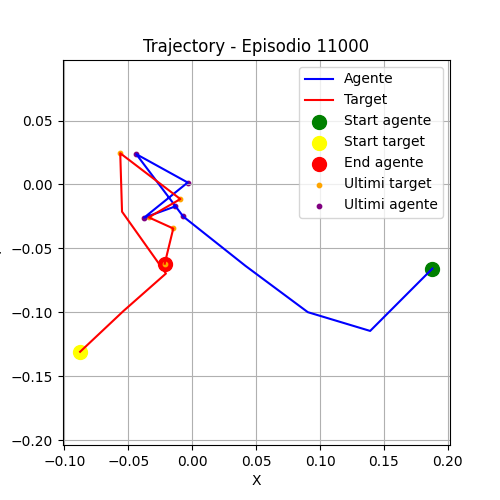 Trajectory - Episodio 11000
Agente
Target
Start agente
Start target
End agente
Ultimi target
Ultimi agente
0.05
0.00
−0.05
−0.10
−0.15
−0.20
−0.10
−0.05
0.00
0.05
0.10
0.15
0.20
X